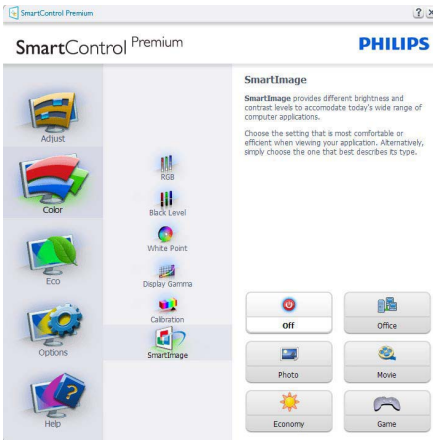 SmartControl Premium
SmartControl Premium
PHILIPS
Adjust
Color
Eco
Options
Help
RGB
Black Level
White Point
Display Gamma
Calibration
SmartImage
SmartImage
SmartImage provides different brightness and
contrast levels to accomodate today's wide range of
computer applications.
Choose the setting that is most comfortable or
efficient when viewing your application. Alternatively,
simply choose the one that best describes its type.
Off
Office
Photo
Movie
Economy
Game